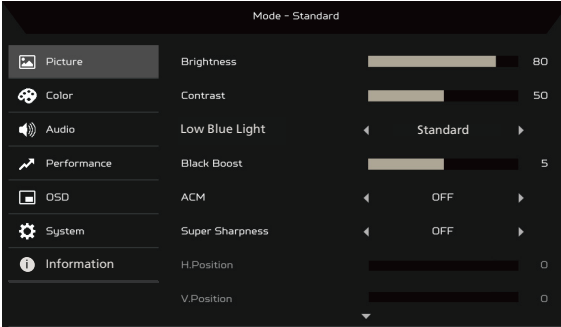 Mode - Standard
Picture
Brightness 80
Color
Contrast 50
Audio
Low Blue Light Standard
Performance
Black Boost 5
OSD
ACM OFF
System
Super Sharpness OFF
Information
H.Position 0
V.Position 0